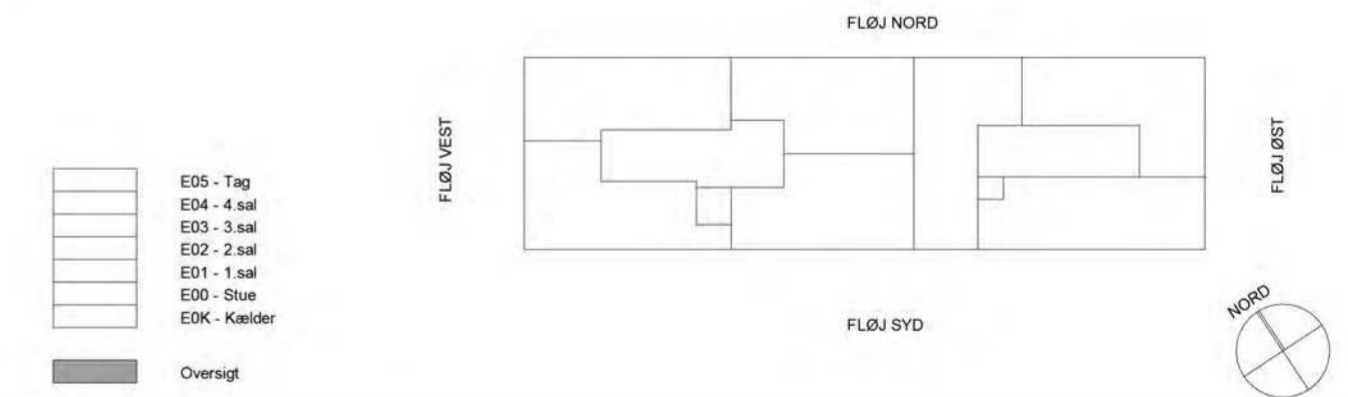 FLØJ NORD
FLØJ VEST
FLØJ ØST
E05 - Tag
E04 - 4.sal
E03 - 3.sal
E02 - 2.sal
E01 - 1.sal
E00 - Stue
E0K - Kælder
FLØJ SYD
NORD
Oversigt